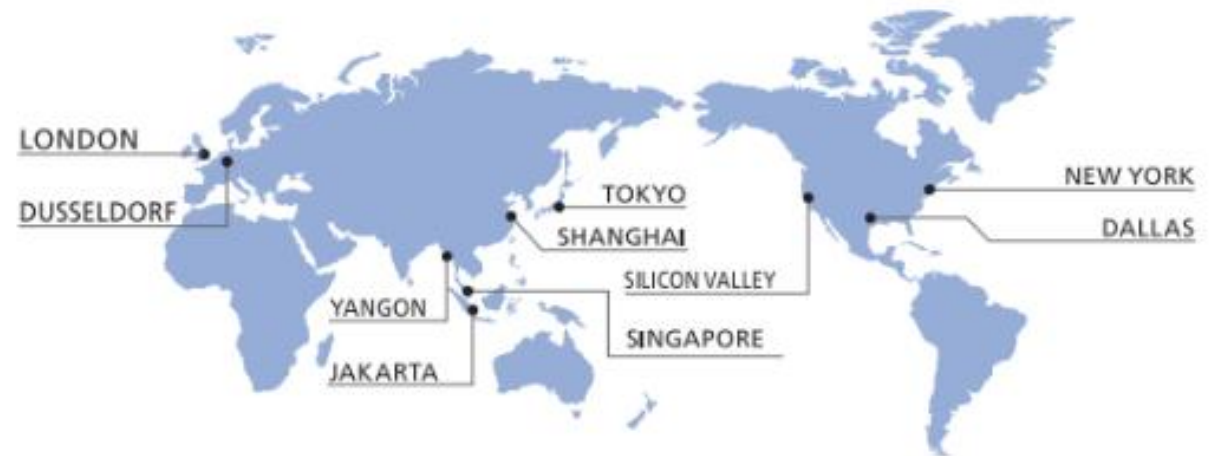 LONDON
DUSSELDORF
TOKYO
SHANGHAI
YANGON
JAKARTA
SILICON VALLEY
SINGAPORE
NEW YORK
DALLAS